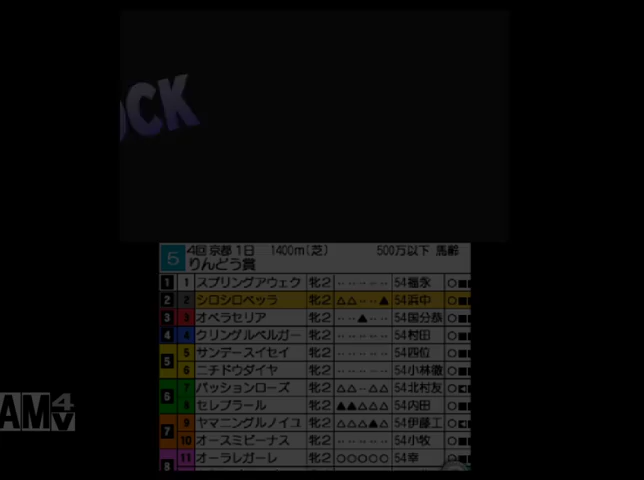 OCK
5 4回京都1日 1400m(芝) 500万以下 馬齢
りんどう賞
1 1 スプリングアウェク 牝2 ‥‥‥‥‥ 54福永 ○■
2 2 シロシロペッラ 牝2 △△‥‥▲ 54浜中 ○■
3 3 オペラセリア 牝2 ‥‥▲‥‥ 54国分恭 ○■
4 4 クリンゲルベルガー 牝2 ‥‥‥‥‥ 54村田 ○■
5 5 サンデースイセイ 牝2 ‥‥‥‥‥ 54四位 ○■
6 ニチドウダイヤ 牝2 ‥‥‥‥‥ 54小林徹 ○■
6 7 パッションローズ 牝2 △△‥△△ 54北村友 ○
8 セレブラール 牝2 ▲▲△△△ 54内田 ○■
7 9 ヤマニングルノイユ 牝2 △△△▲△ 54伊藤工 ○
10 オースミビーナス 牝2 ‥‥‥‥‥ 54小牧 ○■
8 11 オーラレガーレ 牝2 ○○○○○ 54幸 ○■
AM4V